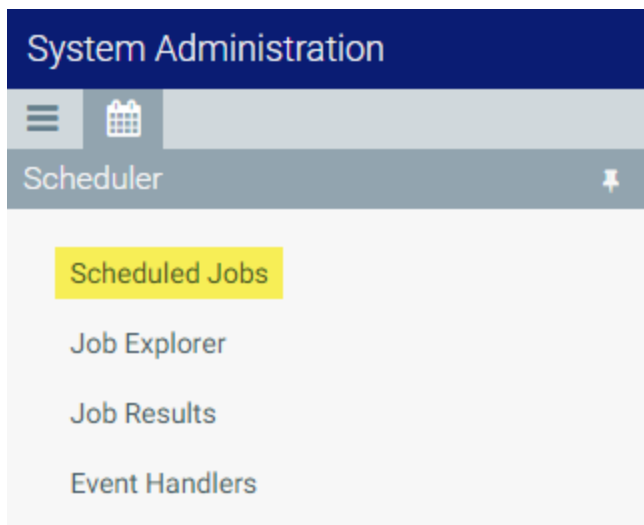 System Administration
Scheduler
Scheduled Jobs
Job Explorer
Job Results
Event Handlers